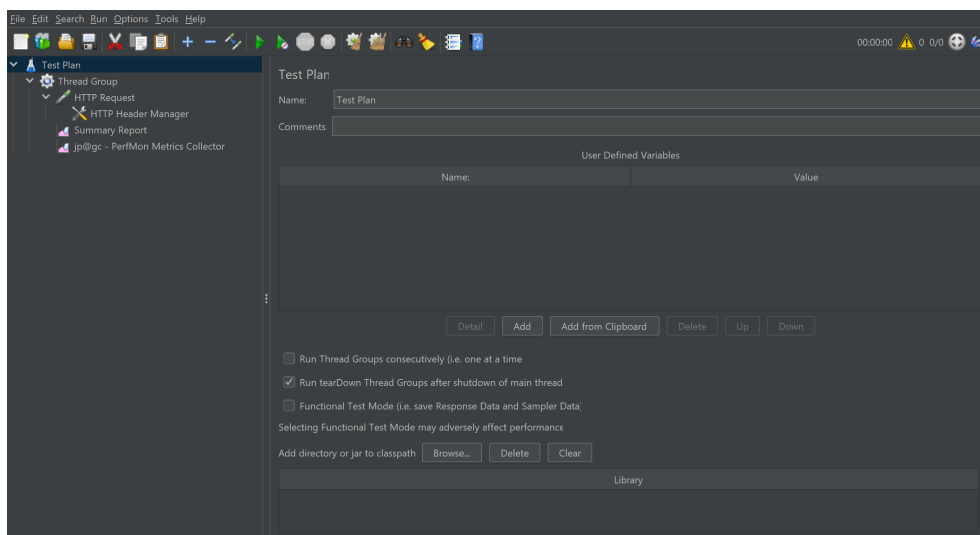 File Edit Search Run Options Tools Help
00:00:00 0 0/0
Test Plan
Thread Group
HTTP Request
HTTP Header Manager
Summary Report
jp@gc - PerfMon Metrics Collector
Test Plan
Name: Test Plan
Comments:
User Defined Variables
Name: Value
Detail Add Add from Clipboard Delete Up Down
Run Thread Groups consecutively (i.e. one at a time
Run tearDown Thread Groups after shutdown of main thread
Functional Test Mode (i.e. save Response Data and Sampler Data)
Selecting Functional Test Mode may adversely affect performance
Add directory or jar to classpath Browse... Delete Clear
Library